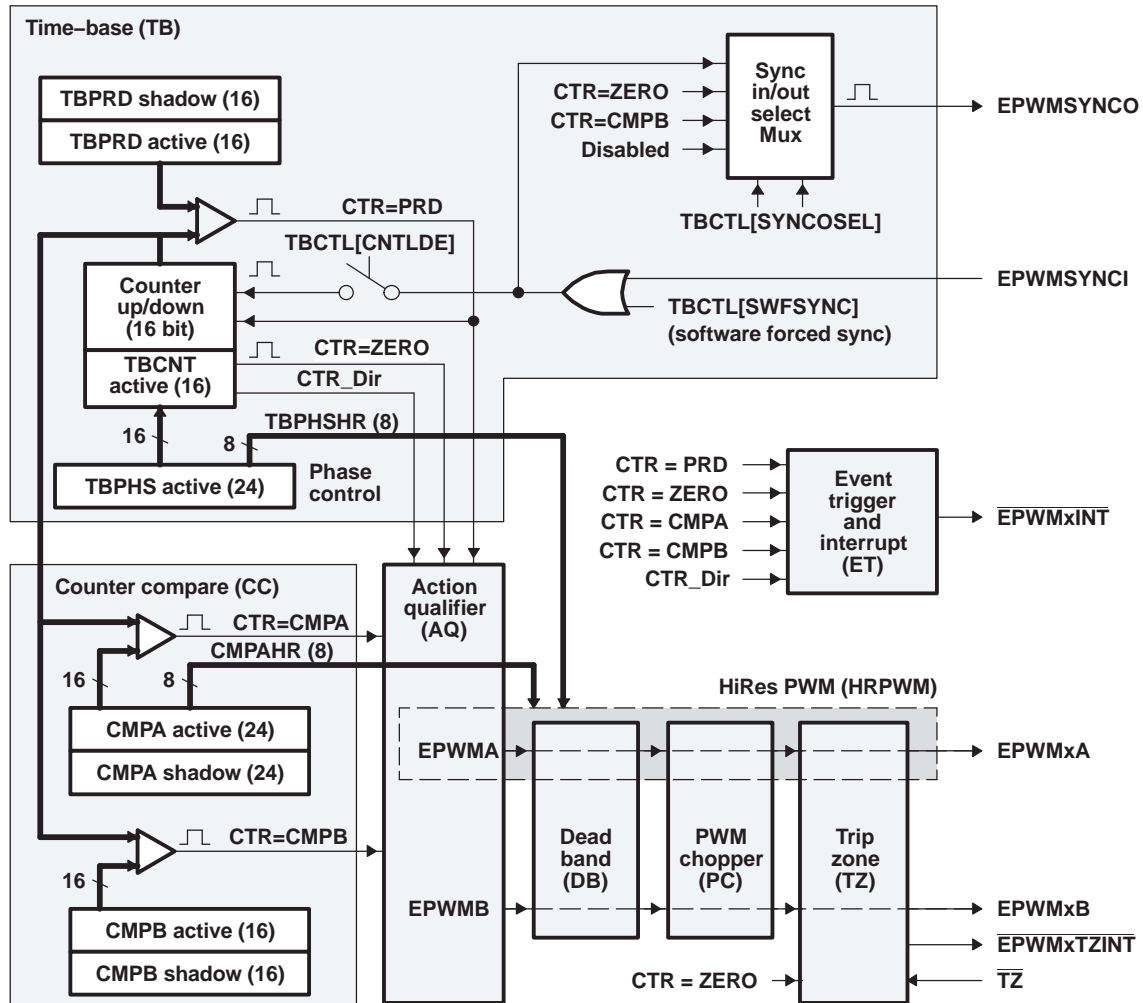 Time–base (TB)
TBPRD shadow (16)
TBPRD active (16)
CTR=PRD
TBCTL[CNTLDE]
Counter
up/down
(16 bit)
TBCNT
active (16)
CTR=ZERO
CTR_Dir
16
8
TBPHSHR (8)
TBPHS active (24)
Phase
control
CTR=ZERO
CTR=CMPB
Disabled
Sync
in/out
select
Mux
TBCTL[SYNCOSEL]
EPWMSYNCO
EPWMSYNCI
TBCTL[SWFSYNC]
(software forced sync)
CTR = PRD
CTR = ZERO
CTR = CMPA
CTR = CMPB
CTR_Dir
Event
trigger
and
interrupt
(ET)
EPWMxINT
Counter compare (CC)
CTR=CMPA
CMPAHR (8)
16
8
CMPA active (24)
CMPA shadow (24)
CTR=CMPB
16
CMPB active (16)
CMPB shadow (16)
Action
qualifier
(AQ)
HiRes PWM (HRPWM)
EPWMA
EPWMB
Dead
band
(DB)
PWM
chopper
(PC)
Trip
zone
(TZ)
CTR = ZERO
EPWMxA
EPWMxB
EPWMxTZINT
TZ